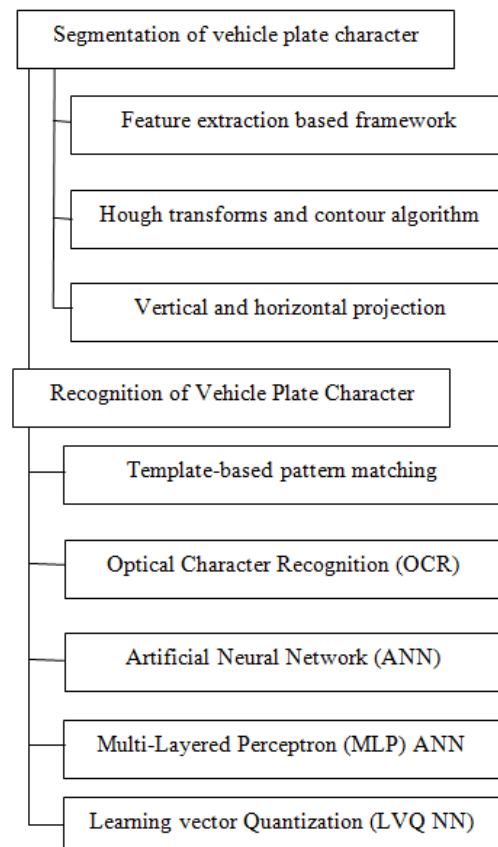 Segmentation of vehicle plate character
Feature extraction based framework
Hough transforms and contour algorithm
Vertical and horizontal projection
Recognition of Vehicle Plate Character
Template-based pattern matching
Optical Character Recognition (OCR)
Artificial Neural Network (ANN)
Multi-Layered Perceptron (MLP) ANN
Learning vector Quantization (LVQ NN)